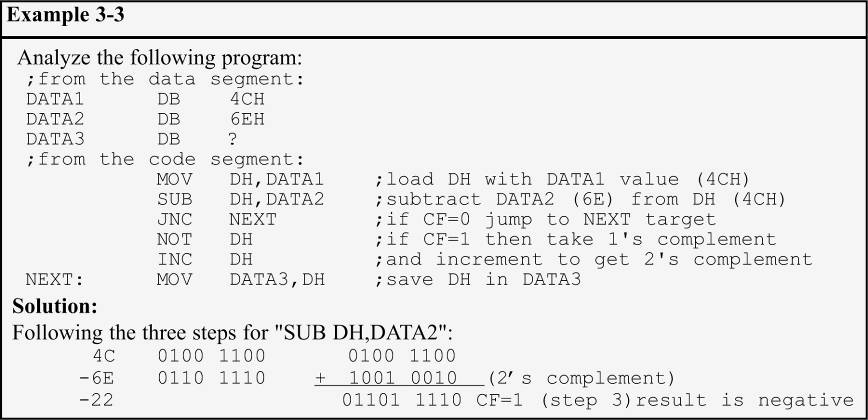 Example 3-3
Analyze the following program:
;from the data segment:
DATA1 DB 4CH
DATA2 DB 6EH
DATA3 DB ?
;from the code segment:
MOV DH,DATA1 ;load DH with DATA1 value (4CH)
SUB DH,DATA2 ;subtract DATA2 (6E) from DH (4CH)
JNC NEXT ;if CF=0 jump to NEXT target
NOT DH ;if CF=1 then take 1's complement
INC DH ;and increment to get 2's complement
NEXT: MOV DATA3,DH ;save DH in DATA3
Solution:
Following the three steps for "SUB DH,DATA2":
4C 0100 1100 0100 1100
-6E 0110 1110 + 1001 0010 (2's complement)
-22 01101 1110 CF=1 (step 3)result is negative